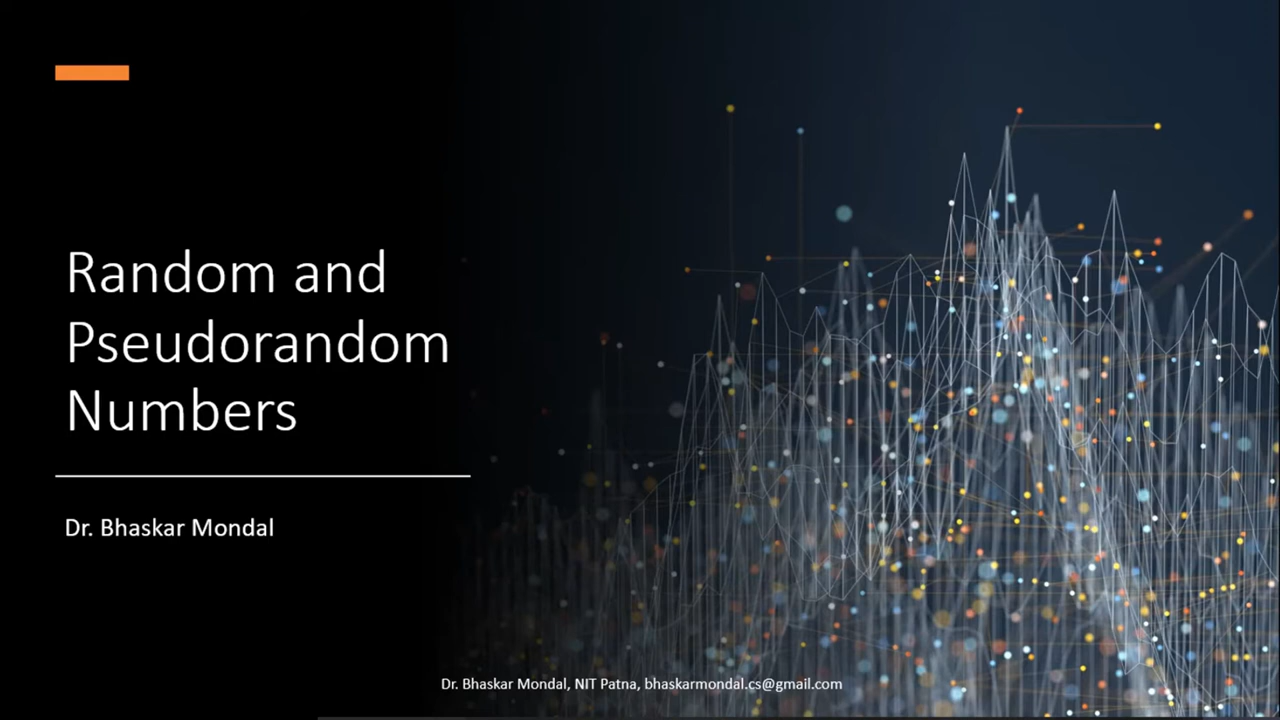 Random and
Pseudorandom
Numbers
Dr. Bhaskar Mondal
Dr. Bhaskar Mondal, NIT Patna, bhaskarmondal.cs@gmail.com